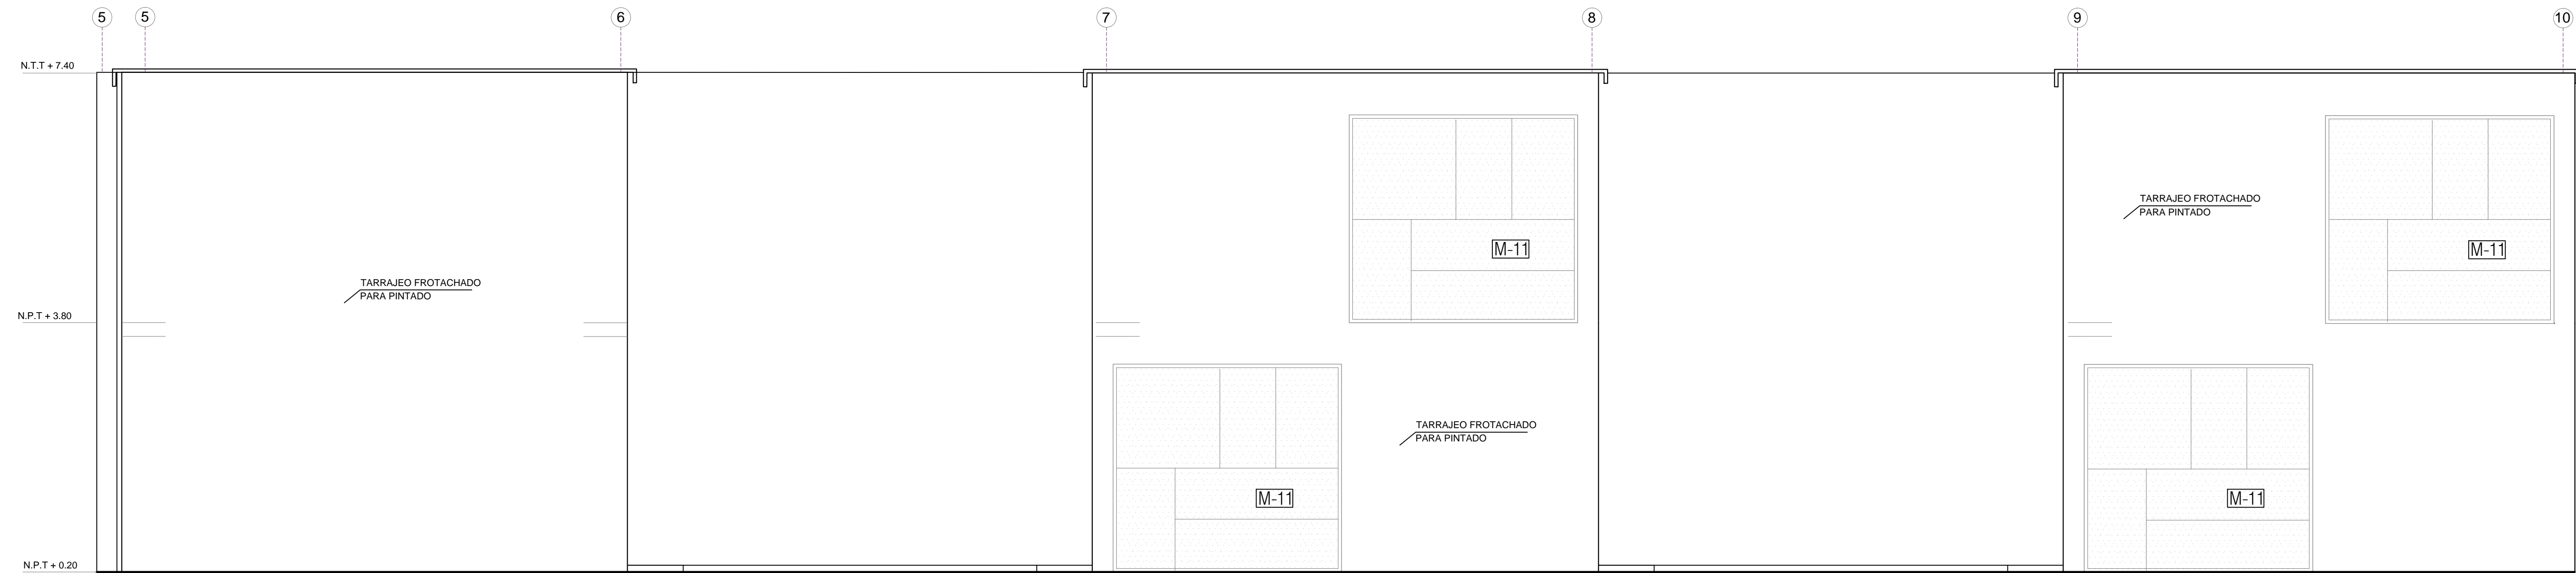 5
5
6
7
8
9
10
N.T.T + 7.40
TARRAJEO FROTACHADO
PARA PINTADO
M-11
M-11
TARRAJEO FROTACHADO
PARA PINTADO
N.P.T + 3.80
TARRAJEO FROTACHADO
PARA PINTADO
M-11
M-11
N.P.T + 0.20